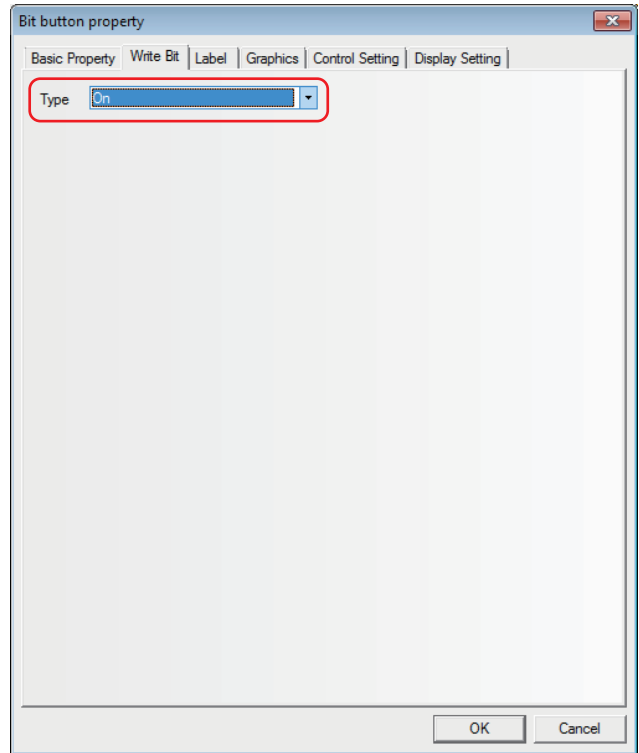 Bit button property
Basic Property Write Bit Label Graphics Control Setting Display Setting
Type On
OK Cancel